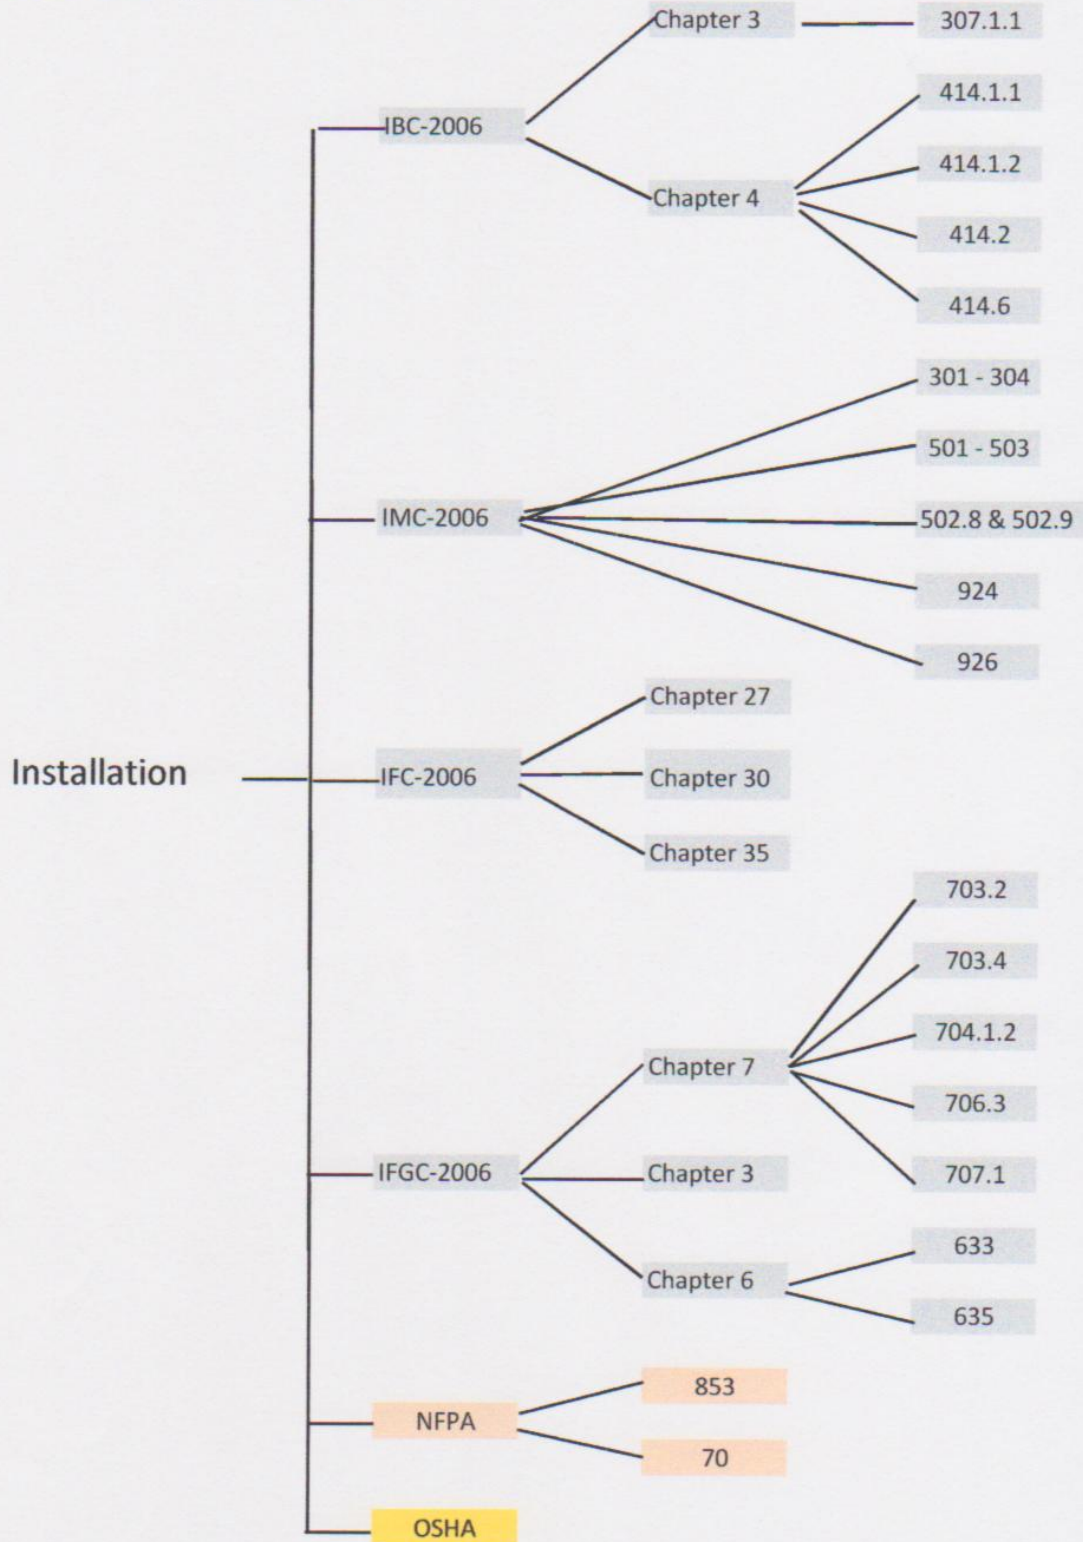 Chapter 3
307.1.1
414.1.1
IBC-2006
414.1.2
Chapter 4
414.2
414.6
301 - 304
501 - 503
IMC-2006
502.8 & 502.9
924
926
Chapter 27
Installation
IFC-2006
Chapter 30
Chapter 35
703.2
703.4
704.1.2
Chapter 7
706.3
IFGC-2006
Chapter 3
707.1
633
Chapter 6
635
853
NFPA
70
OSHA